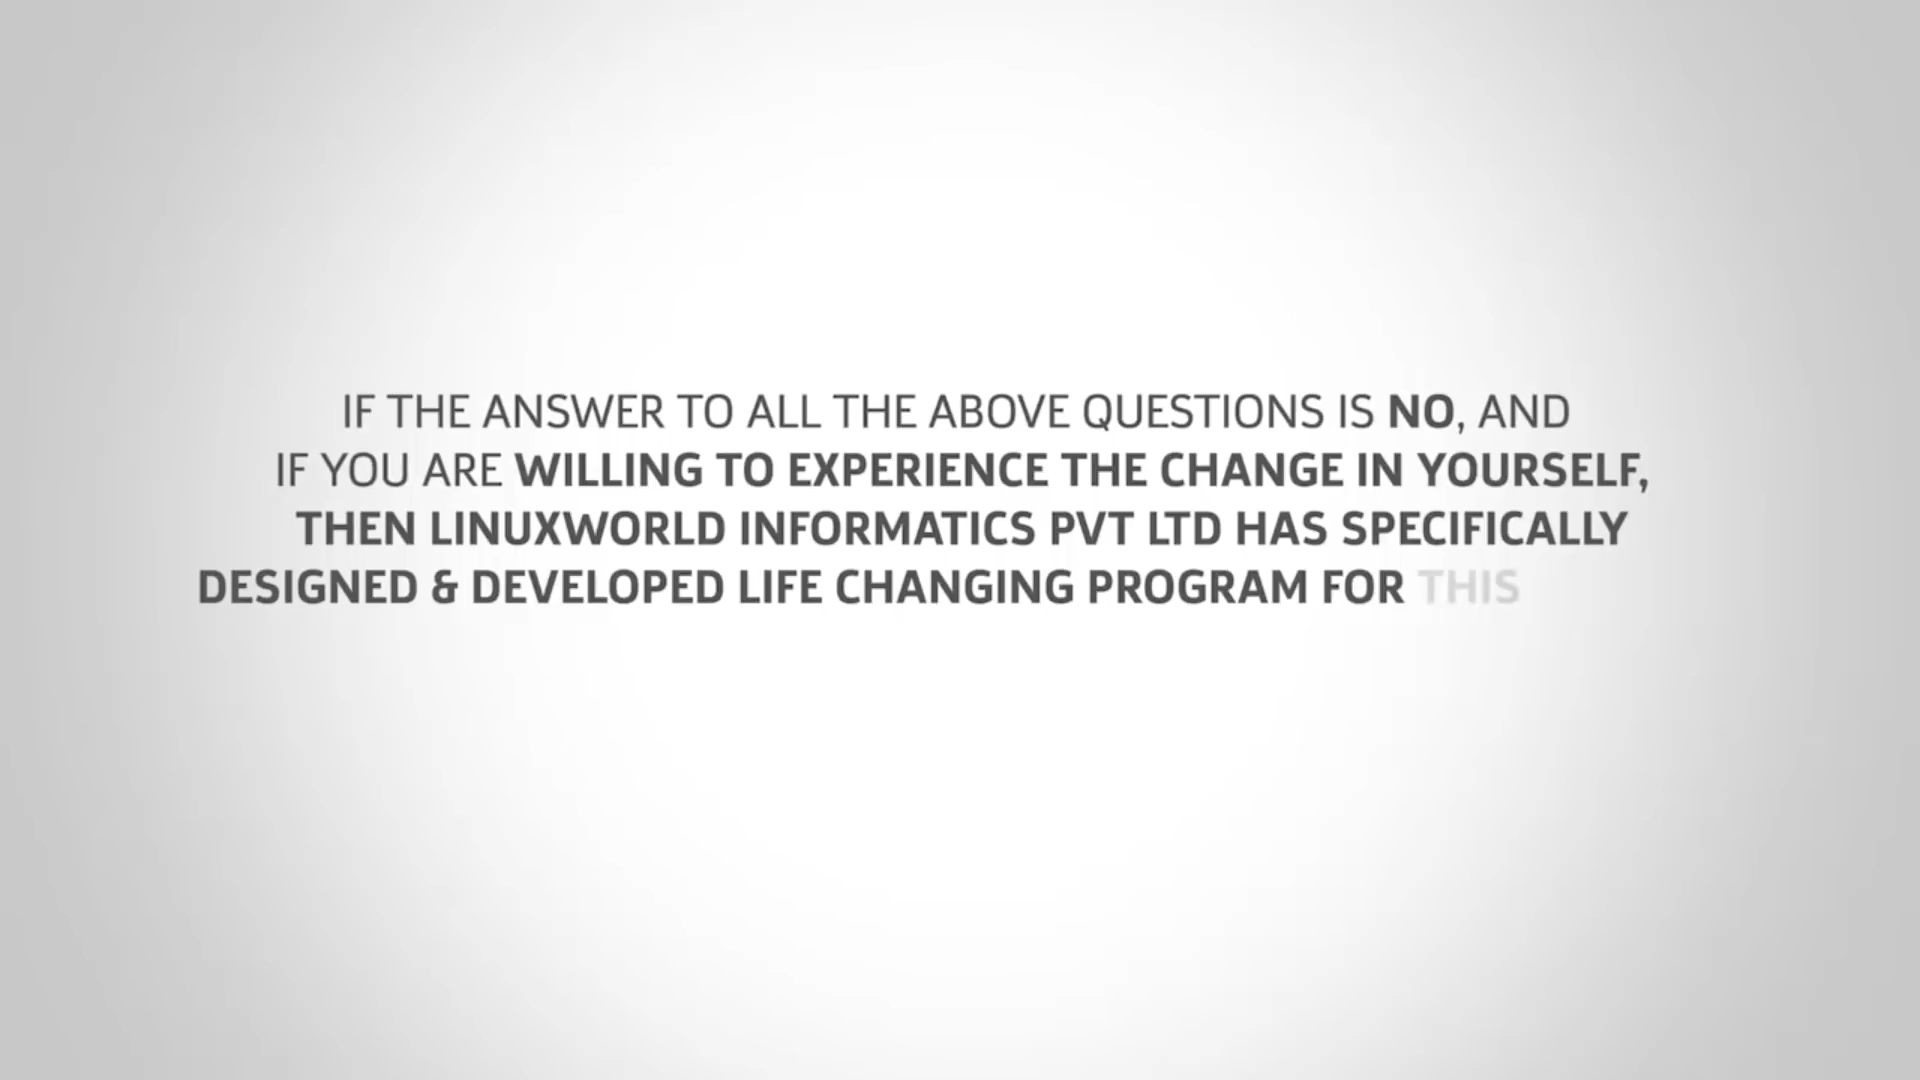 IF THE ANSWER TO ALL THE ABOVE QUESTIONS IS NO, AND
IF YOU ARE WILLING TO EXPERIENCE THE CHANGE IN YOURSELF,
THEN LINUXWORLD INFORMATICS PVT LTD HAS SPECIFICALLY
DESIGNED & DEVELOPED LIFE CHANGING PROGRAM FOR THIS